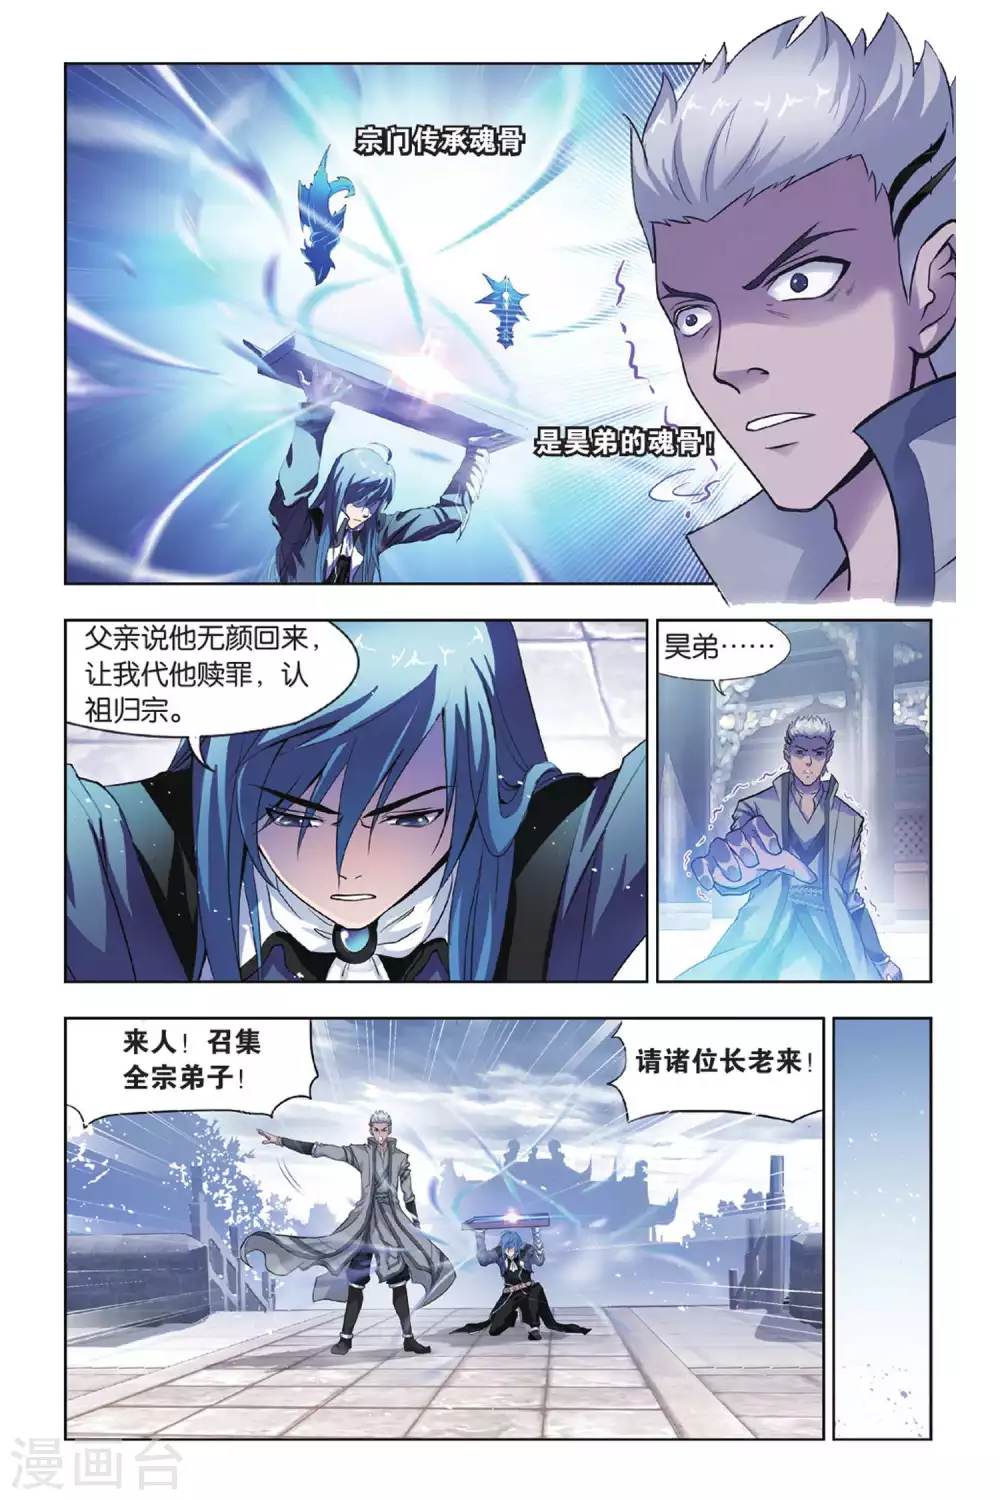 宗门传承魂骨
是昊弟的魂骨！
父亲说他无颜回来，
让我代他赎罪，认
祖归宗。
昊弟……
来人！召集
全宗弟子！
请诸位长老来！
漫画台